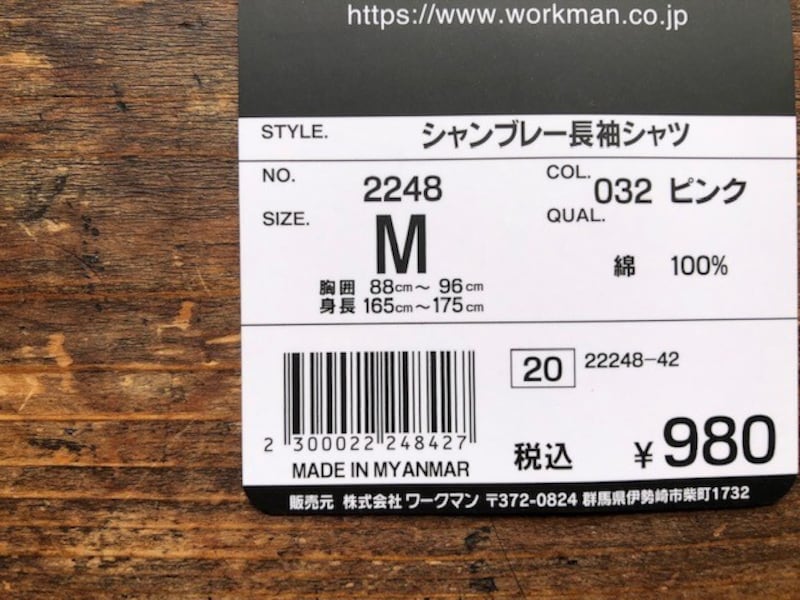 https://www.workman.co.jp
STYLE. シャンブレー長袖シャツ
NO. 2248
COL. 032 ピンク
SIZE. M
胸囲 88cm〜 96cm
身長 165cm〜175cm
QUAL.
綿 100%
20 22248-42
2 300022 248427
MADE IN MYANMAR
税込 ¥980
販売元 株式会社 ワークマン 〒372-0824 群馬県伊勢崎市柴町1732